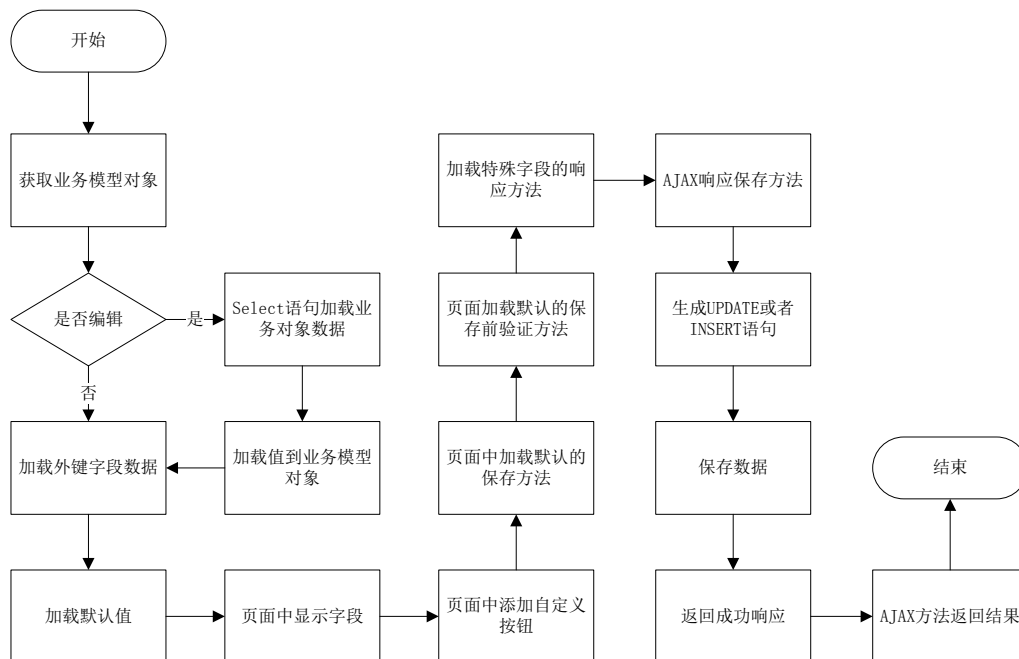 开始
获取业务模型对象
是否编辑
是
否
Select语句加载业
务对象数据
加载值到业务模型
对象
加载外键字段数据
加载默认值
页面中显示字段
页面中添加自定义
按钮
页面中加载默认的
保存方法
页面加载默认的保
存前验证方法
加载特殊字段的响
应方法
AJAX响应保存方法
生成UPDATE或者
INSERT语句
保存数据
返回成功响应
AJAX方法返回结果
结束